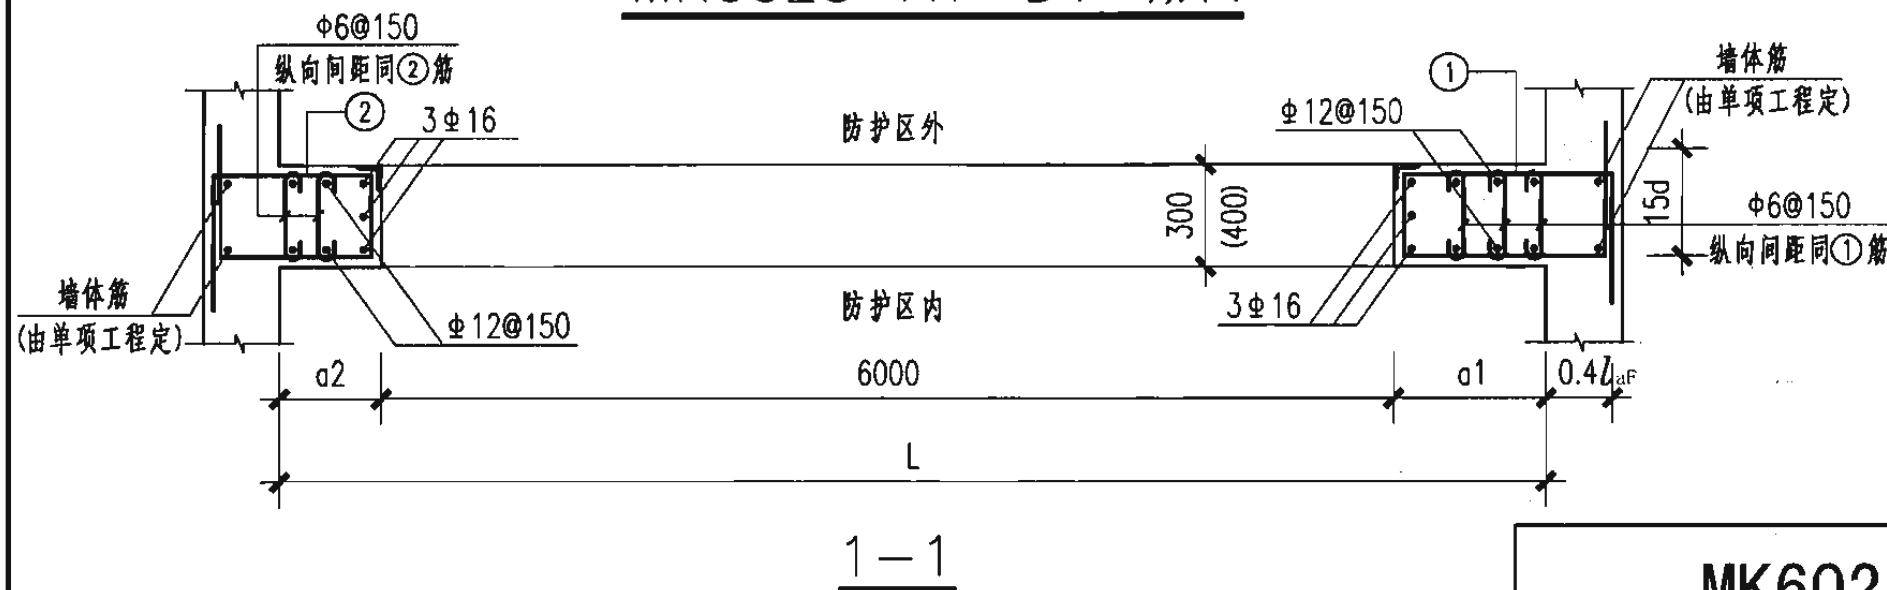 Φ6@150
纵向间距同②筋
②
3Φ16
防护区外
①
Φ12@150
墙体筋
(由单项工程定)
300
(400)
15d
Φ6@150
纵向间距同①筋
墙体筋
(由单项工程定)
Φ12@150
防护区内
3Φ16
a2
6000
a1
0.4laF
L
1-1
MK602